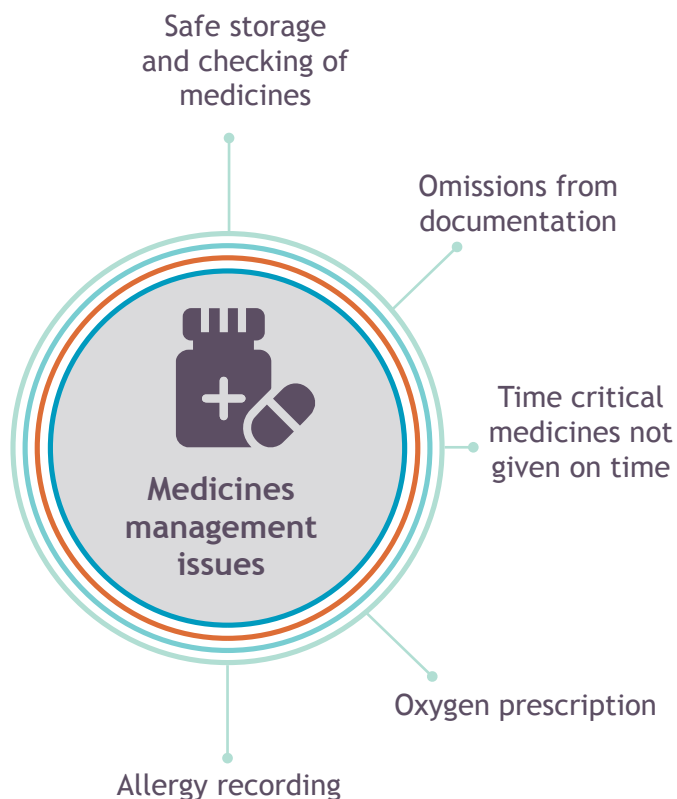 Safe storage
and checking of
medicines
Omissions from
documentation
Time critical
medicines not
given on time
Medicines
management
issues
Oxygen prescription
Allergy recording